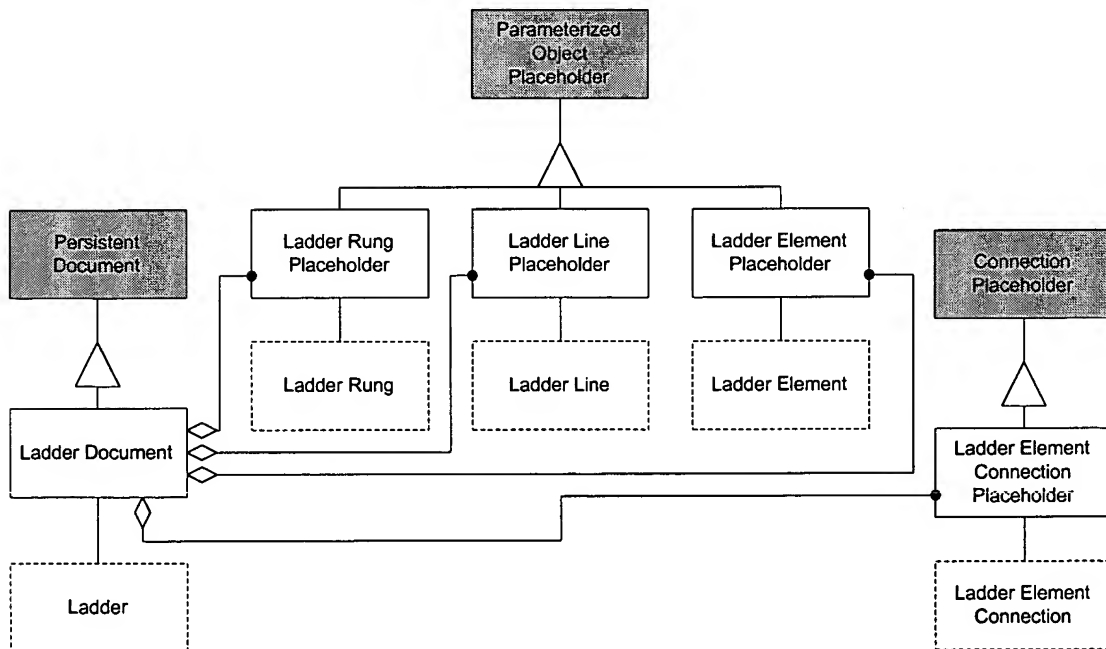 Parameterized
Object
Placeholder
Persistent
Document
Ladder Rung
Placeholder
Ladder Line
Placeholder
Ladder Element
Placeholder
Connection
Placeholder
Ladder Rung
Ladder Line
Ladder Element
Ladder Document
Ladder Element
Connection
Placeholder
Ladder
Ladder Element
Connection